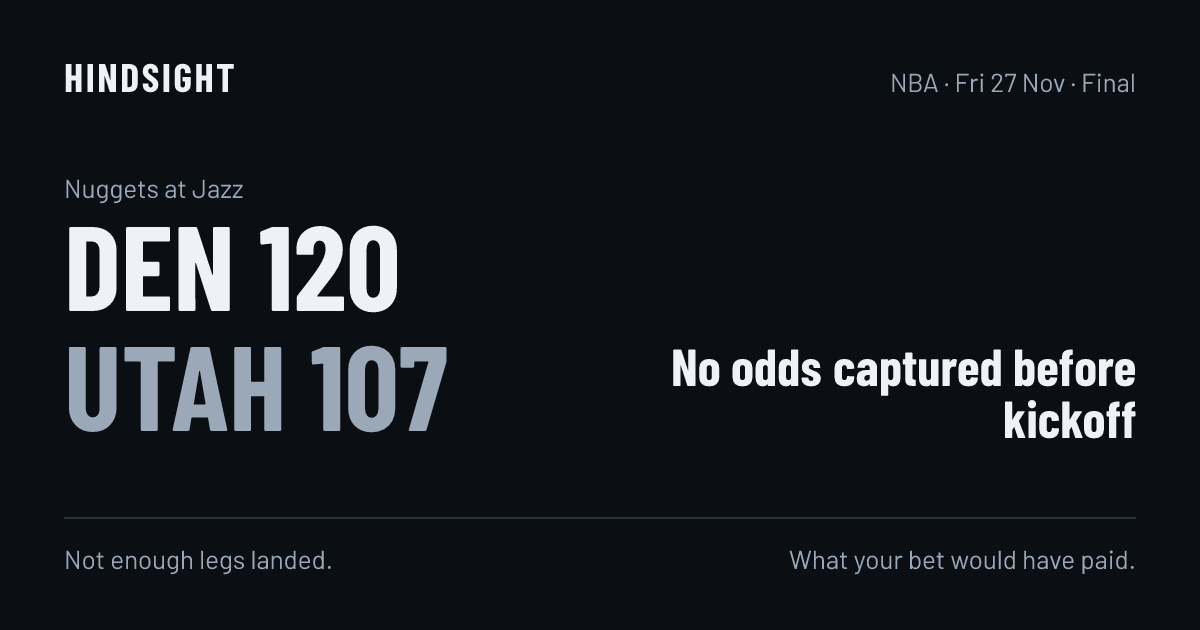 HINDSIGHT
NBA · Fri 27 Nov · Final
Nuggets at Jazz
DEN 120
UTAH 107
No odds captured before
kickoff
Not enough legs landed.
What your bet would have paid.